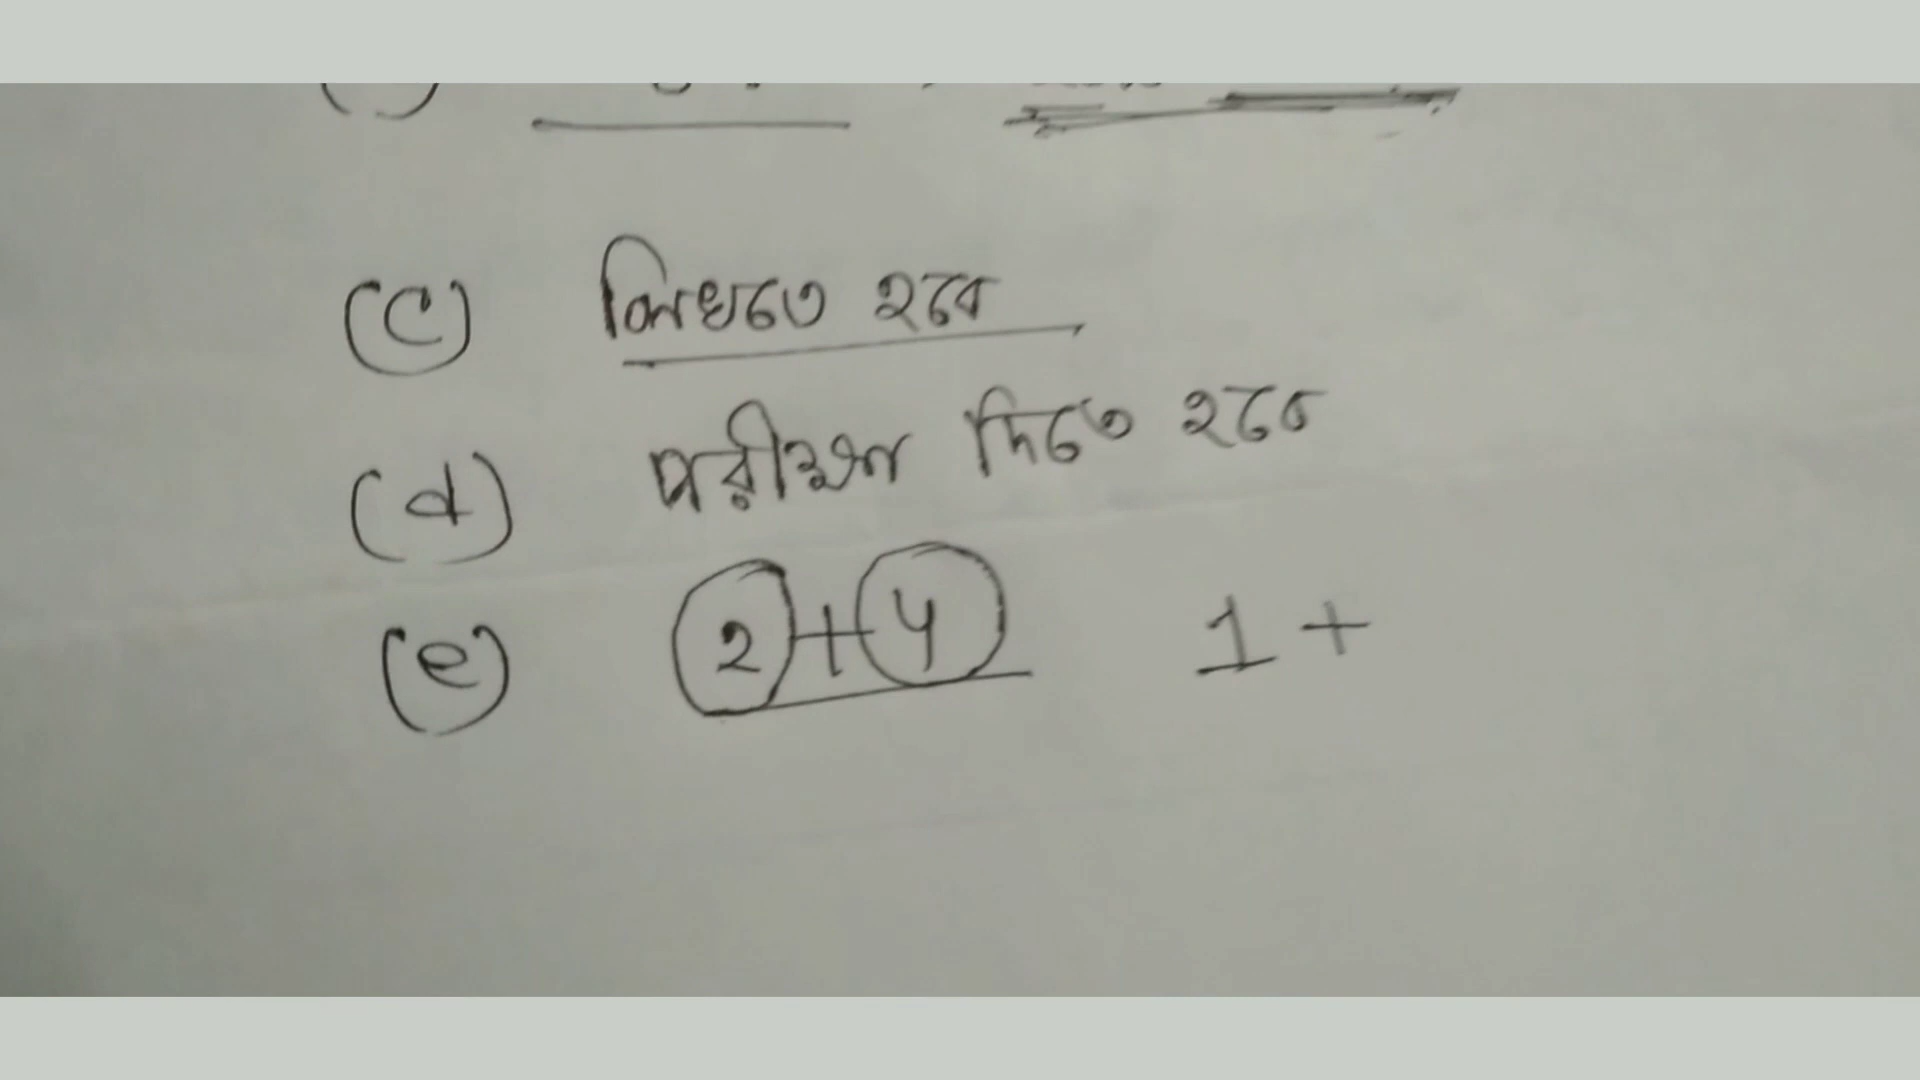 (c) লিখতে হবে
(d) পরীক্ষা দিতে হবে
(e) 2+4 1+